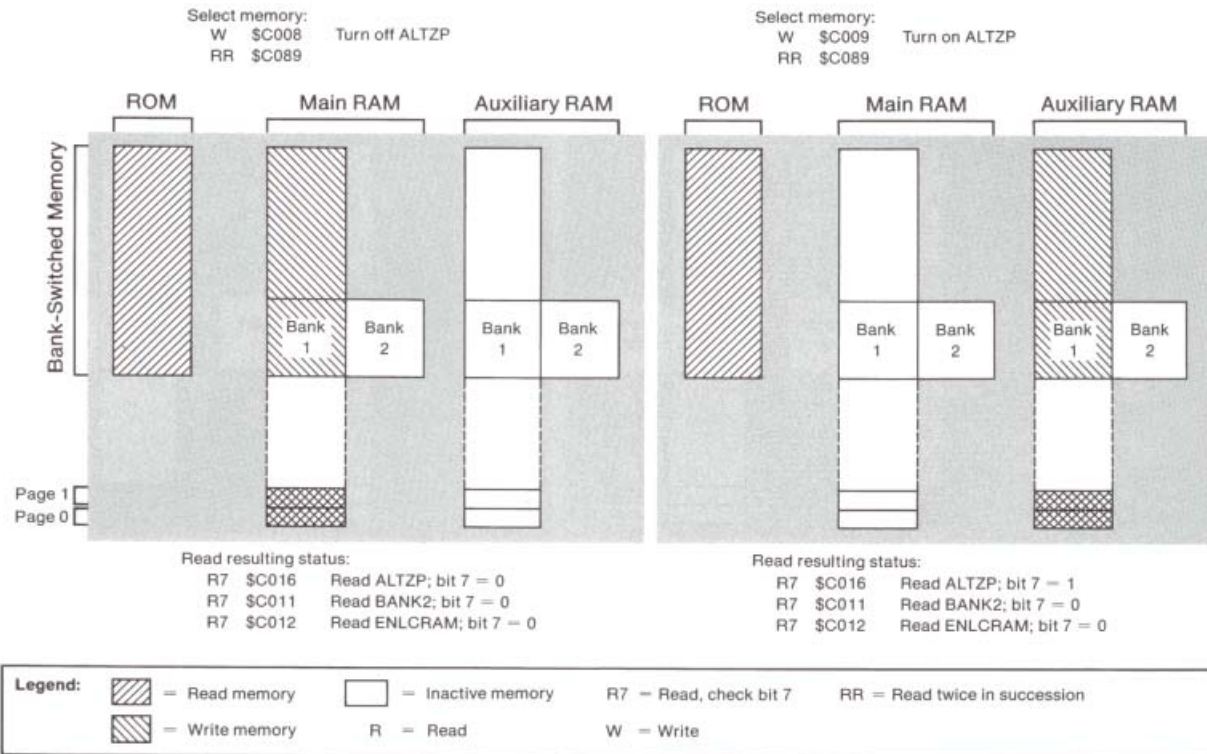 Select memory:
W $C008 Turn off ALTZP
RR $C089
ROM Main RAM Auxiliary RAM
Bank-Switched Memory
Bank 1
Bank 2
Bank 1
Bank 2
Page 1
Page 0
Read resulting status:
R7 $C016 Read ALTZP; bit 7 = 0
R7 $C011 Read BANK2; bit 7 = 0
R7 $C012 Read ENLCRAM; bit 7 = 0
Select memory:
W $C009 Turn on ALTZP
RR $C089
ROM Main RAM Auxiliary RAM
Bank 1
Bank 2
Bank 1
Bank 2
Read resulting status:
R7 $C016 Read ALTZP; bit 7 = 1
R7 $C011 Read BANK2; bit 7 = 0
R7 $C012 Read ENLCRAM; bit 7 = 0
Legend:
= Read memory = Inactive memory R7 = Read, check bit 7 RR = Read twice in succession
= Write memory R = Read W = Write